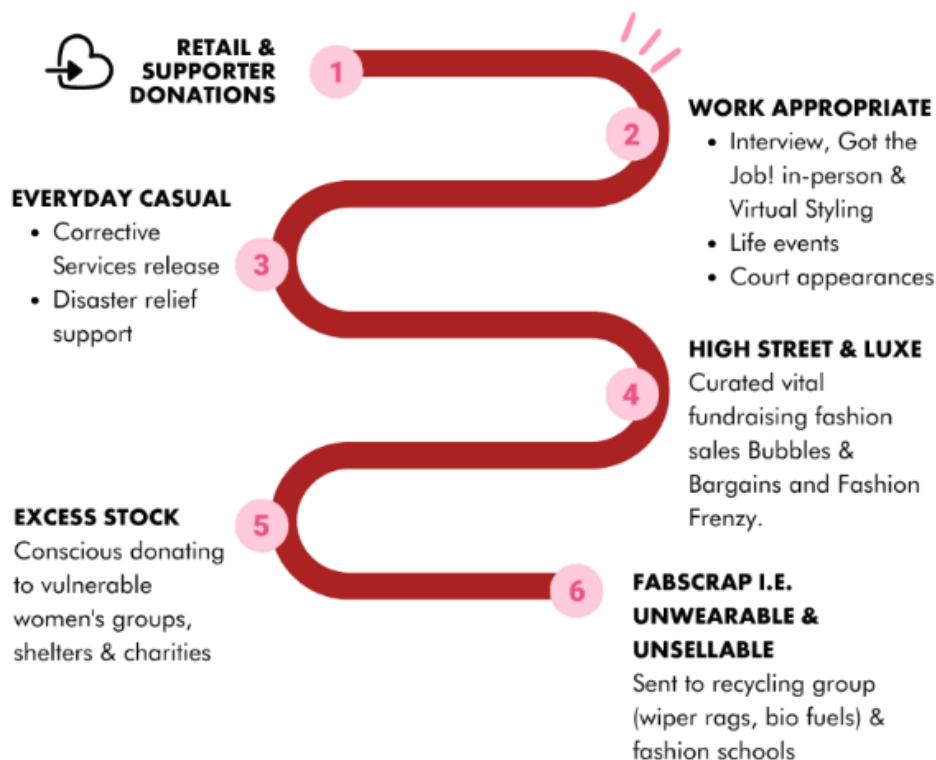 RETAIL &
SUPPORTER
DONATIONS
1
2
WORK APPROPRIATE
• Interview, Got the
Job! in-person &
Virtual Styling
• Life events
• Court appearances
EVERYDAY CASUAL
• Corrective
Services release
• Disaster relief
support
3
4
HIGH STREET & LUXE
Curated vital
fundraising fashion
sales Bubbles &
Bargains and Fashion
Frenzy.
EXCESS STOCK
Conscious donating
to vulnerable
women's groups,
shelters & charities
5
6
FABSCRAP I.E.
UNWEARABLE &
UNSELLABLE
Sent to recycling group
(wiper rags, bio fuels) &
fashion schools